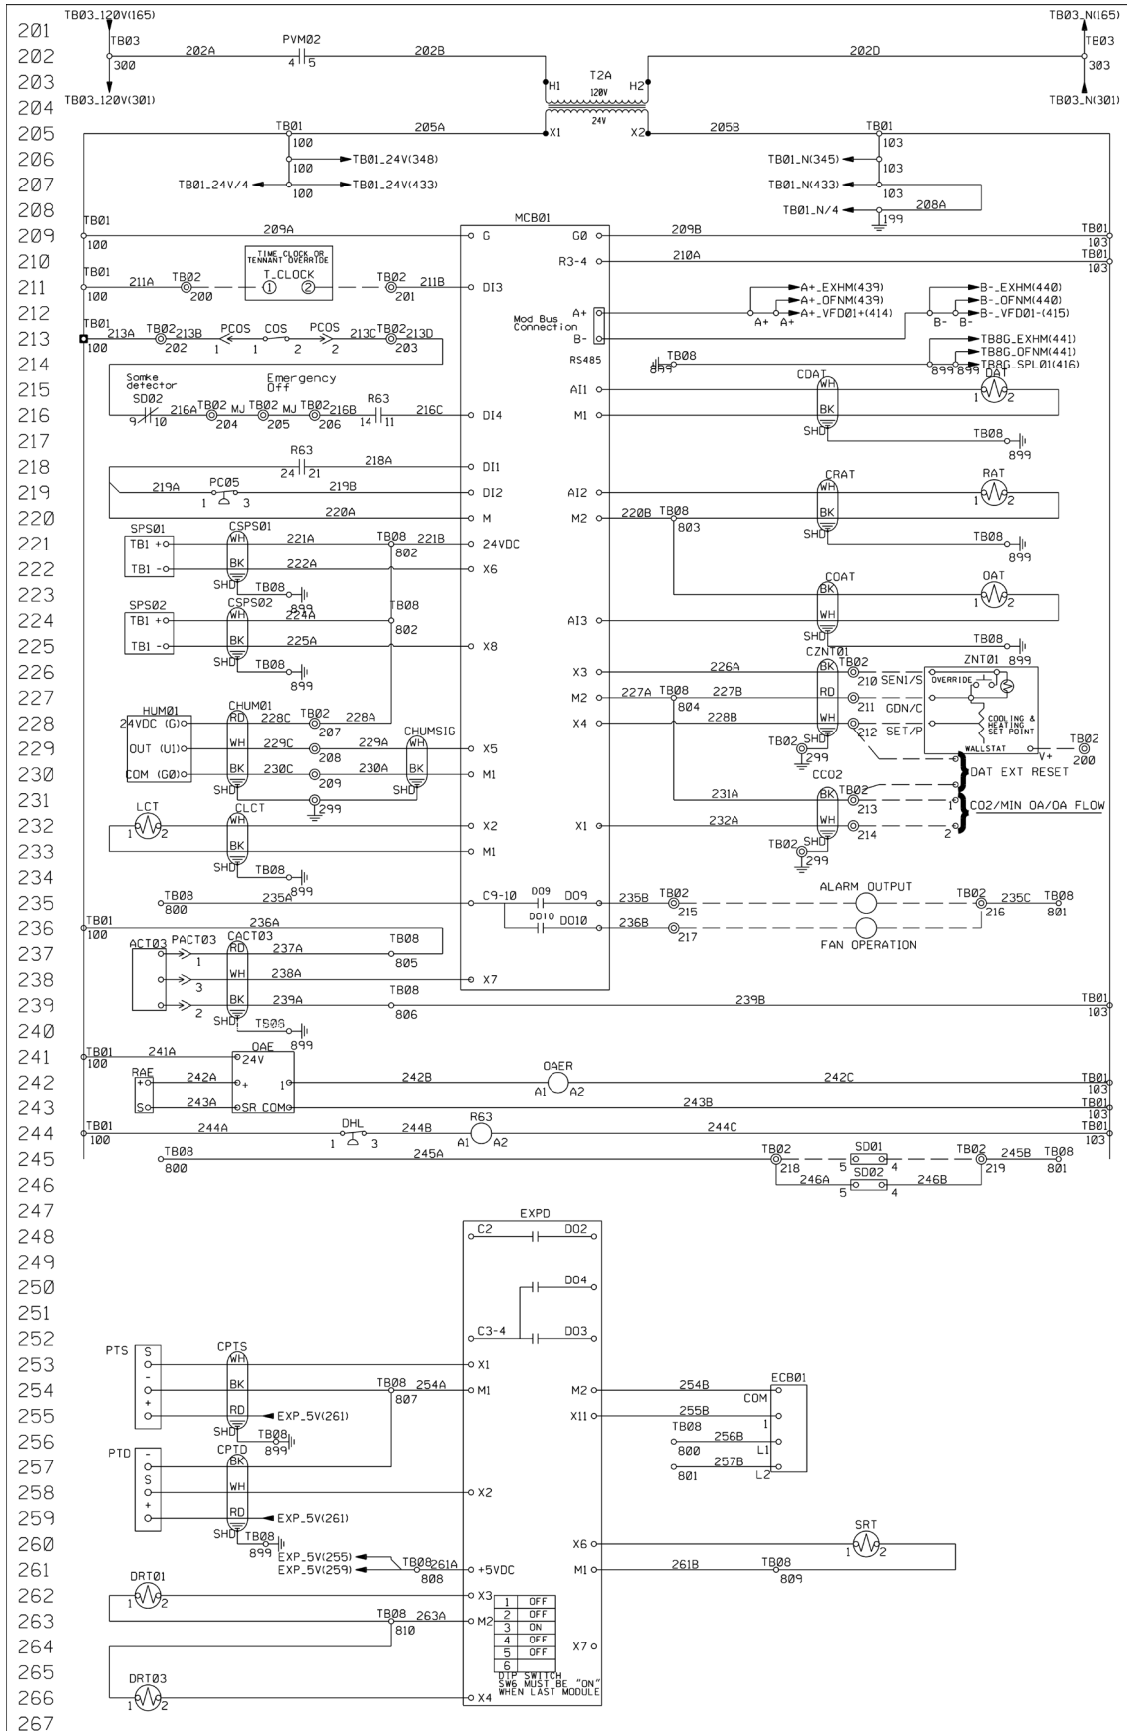 TB03_120V(165) TB03_N(165)
201
TB03 TB03
202 202A PVM02 202B 202D
300 4 5 303
203 H1 T2A H2
120V
204 TB03_120V(301) TB03_N(301)
24V
205 TB01 205A X1 X2 205B TB01
100 103
206 TB01_24V(348) TB01_N(345)
100 103
207 TB01_24V/4 TB01_24V(433) TB01_N(433)
100 103
208 TB01_N/4 208A
TB01 MCB01 199
209 209A G G0 209B TB01
100 103
210 TIME CLOCK OR TENNANT OVERRIDE R3-4 210A TB01
103
T_CLOCK
211 TB01 211A TB02 1 2 TB02 211B DI3 A+_EXHM(439) B-_EXHM(440)
100 200 201
212 A+_OFNM(439) B-_OFNM(440)
A+ A+_VFD01+(414) B-_VFD01-(415)
Mod Bus Connection A+ A+ B- B-
213 TB01 213A TB02 213B PCOS COS PCOS 213C TB02 213D B- TB8G_EXHM(441)
100 202 1 1 2 2 203
TB8G_OFNM(441)
214 RS485 TB08 TB8G_SPL01(416)
899 899 899
Somke detector Emergency Off
215 CDAT AI1 WH DAT
1 2
216 SD02 216A TB02 MJ TB02 MJ TB02 216B R63 216C DI4 M1 BK
9 10 204 205 206 14 11
217 SHD TB08
899
218 R63 218A DI1
24 21
219 219A PC05 219B DI2 AI2 CRAT WH RAT
1 3 1 2
220 220A M M2 220B TB08 BK
803
221 SPS01 TB1 + CSPS01 WH 221A TB08 221B 24VDC SHD TB08
802 899
222 TB1 - BK 222A X6
223 SHD TB08 COAT BK OAT
899 1 2
224 SPS02 TB1 + CSPS02 WH 224A TB08 AI3 WH
802
225 TB1 - BK 225A X8 SHD TB08
899
226 SHD TB08 X3 226A CZNT01 BK TB02 ZNT01
899 210 SEN1/S OVERRIDE
227 M2 227A TB08 227B RD
804 211 GDN/C
228 HUM01 24VDC (G) CHUM01 RD 228C TB02 228A X4 228B WH
207 212 SET/P COOLING & HEATING SET POINT
229 OUT (U1) WH 229C 229A CHUMSIG WH X5 TB02 SHD WALLSTAT V+ TB02
208 299 200
230 COM (G0) BK 230C 230A BK M1 CCO2 DAT EXT RESET
209
231 SHD 299 SHD 231A BK TB02 1 CO2/MIN OA/OA FLOW
213
232 LCT CLCT WH X2 X1 232A WH
1 2 214 2
233 BK M1 TB02 SHD
299
234 SHD TB08
899
235 TB08 235A C9-10 DO9 DO9 235B TB02 ALARM OUTPUT TB02 235C TB08
800 215 216 801
236 TB01 236A DO10 DO10 236B
100 217 FAN OPERATION
237 ACT03 PACT03 CACT03 RD 237A TB08
1 805
238 WH 238A X7
3
239 BK 239A TB08 239B TB01
2 806 103
240 SHD TB08
899
241 TB01 241A OAE 24V
100
242 RAE + 242A + 1 242B OAER 242C TB01
A1 A2 103
243 S 243A SR COM 243B TB01
103
244 TB01 244A DHL 244B R63 244C TB01
100 1 3 A1 A2 103
245 TB08 245A TB02 SD01 TB02 245B TB08
800 218 5 4 219 801
246 246A SD02 246B
5 4
247 EXPD
248 C2 DO2
249
250 DO4
251
252 C3-4 DO3
253 PTS S CPTS WH X1
254 - BK TB08 254A M1 M2 254B ECB01
807 COM
255 + RD EXP_5V(261) X11 255B
1
256 SHD TB08 TB08 256B
899 800 L1
257 PTD - CPTD BK 257B
801 L2
258 S WH X2
259 + RD EXP_5V(261)
260 SHD TB08 X6 SRT
899 1 2
EXP_5V(255)
261 EXP_5V(259) TB08 261A +5VDC M1 261B TB08
808 809
262 DRT01 X3 1 OFF
1 2
263 TB08 263A M2 2 OFF
810 3 ON
264 4 OFF X7
5 OFF
265 6
DIP SWITCH
SW6 MUST BE "ON"
266 DRT03 X4 WHEN LAST MODULE
1 2
267